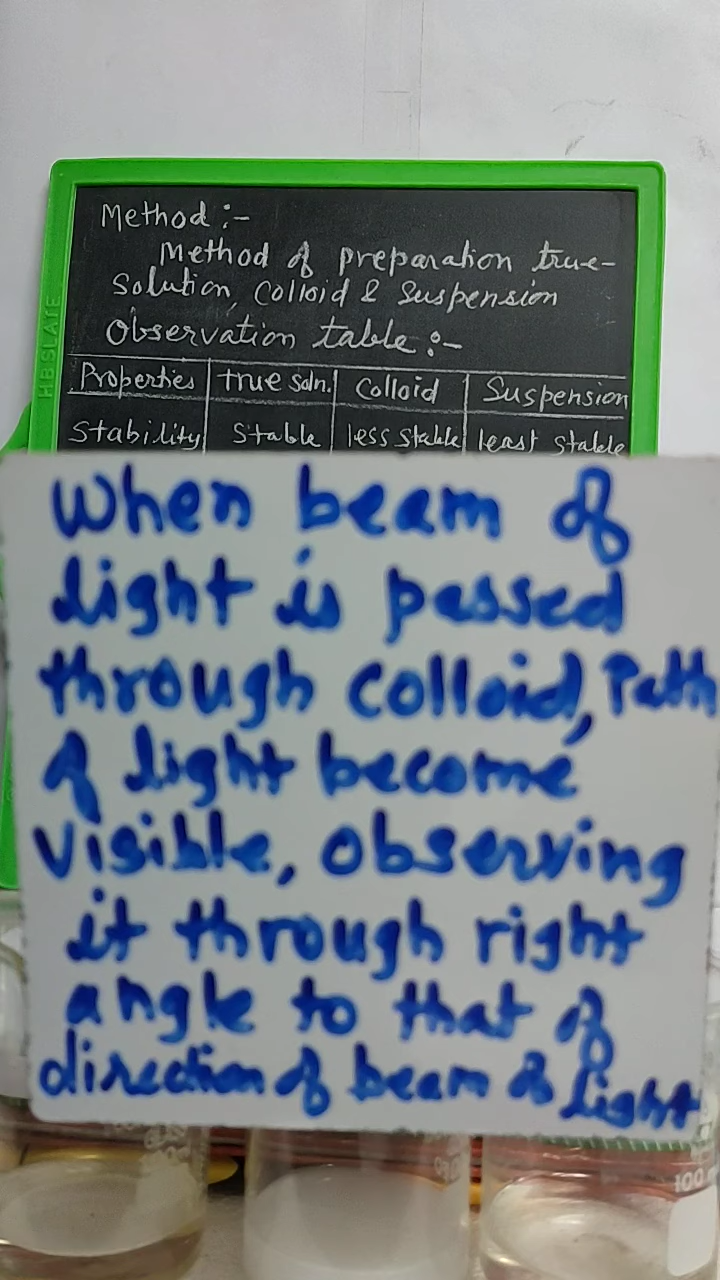 HBSLATE
Method :-
Method of preparation true-
Solution, Colloid & Suspension
Observation table :-
Properties true soln. Colloid Suspension
Stability Stable less stable least stable
When beam of
light is passed
through colloid, Path
of light become
visible, observing
it through right
angle to that of
direction of beam of light
100